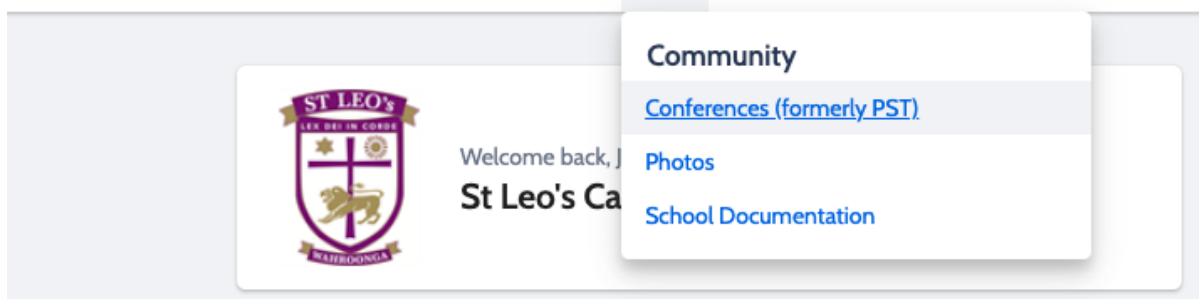 Community
Conferences (formerly PST)
Photos
School Documentation
ST LEO's
LEX DEI IN CORDE
WAHROONGA
Welcome back, J
St Leo's Ca